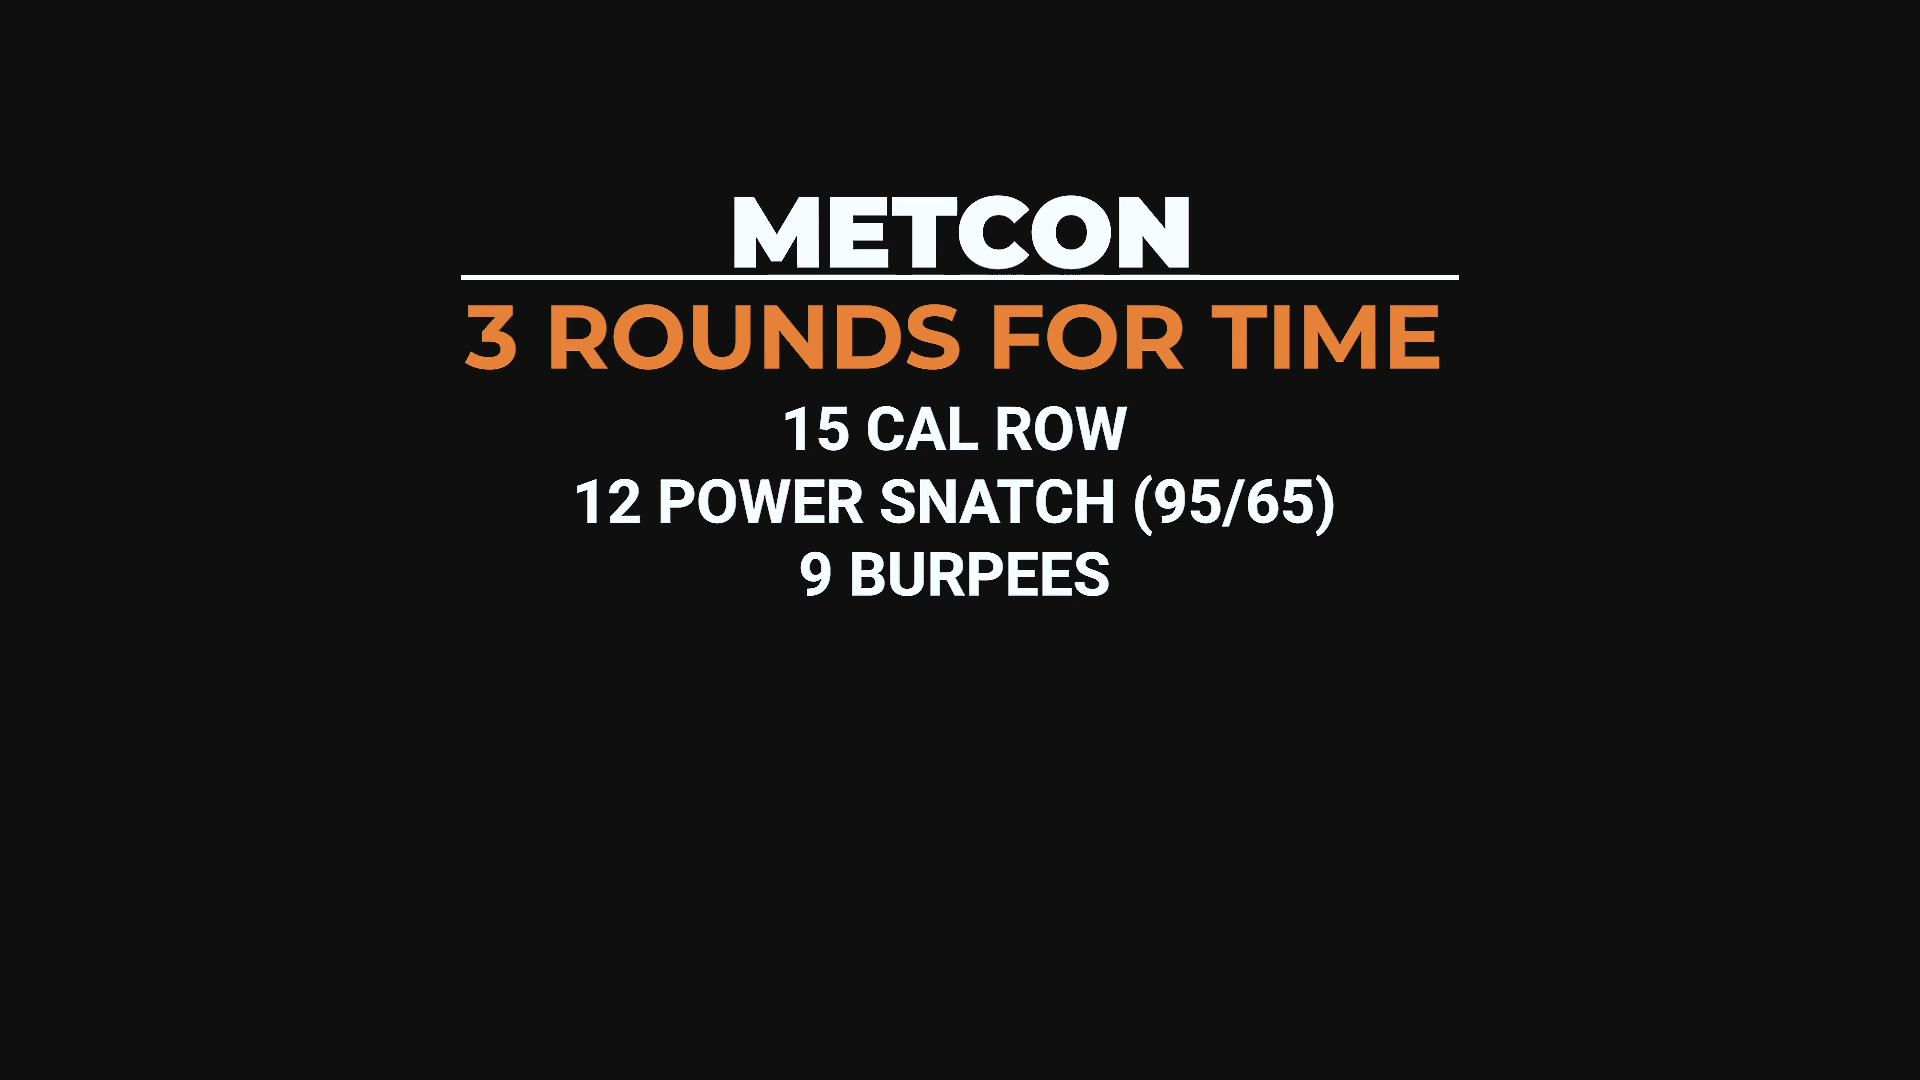 METCON
3 ROUNDS FOR TIME
15 CAL ROW
12 POWER SNATCH (95/65)
9 BURPEES